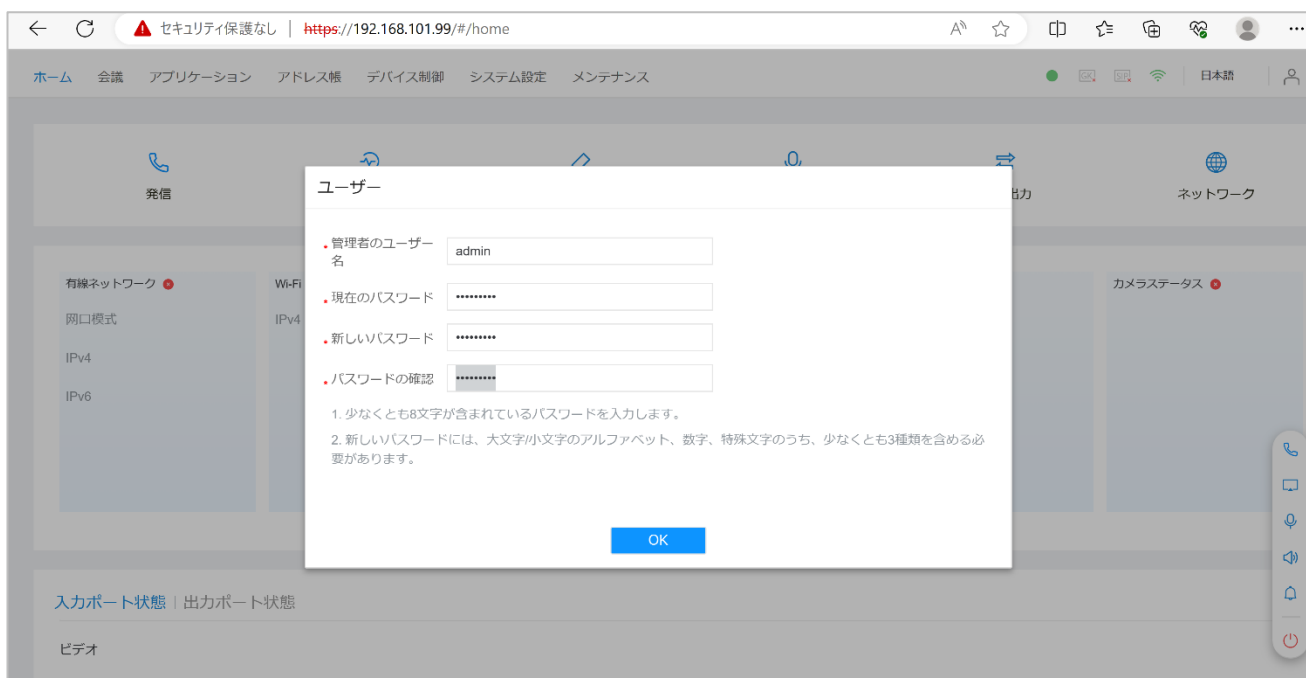 セキュリティ保護なし | https://192.168.101.99/#/home
ホーム 会議 アプリケーション アドレス帳 デバイス制御 システム設定 メンテナンス GK SIP 日本語
発信 出力 ネットワーク
ユーザー
管理者のユーザー名 admin
現在のパスワード •••••••••
新しいパスワード •••••••••
パスワードの確認 •••••••••
1. 少なくとも8文字が含まれているパスワードを入力します。
2. 新しいパスワードには、大文字/小文字のアルファベット、数字、特殊文字のうち、少なくとも3種類を含める必
要があります。
OK
有線ネットワーク Wi-Fi カメラステータス
网口模式 IPv4
IPv4
IPv6
入力ポート状態 | 出力ポート状態
ビデオ